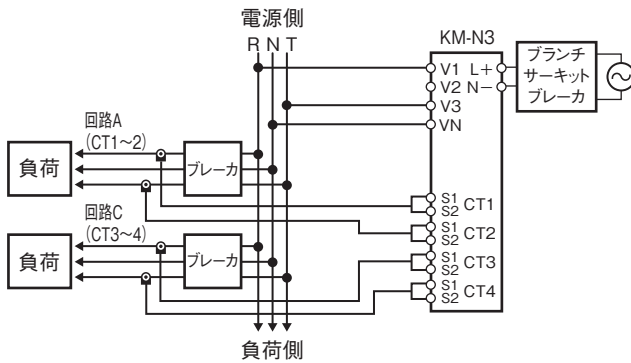 電源側
R N T
KM-N3
V1 L+
V2 N−
V3
VN
ブランチ
サーキット
ブレーカ
回路A
(CT1～2)
負荷
ブレーカ
回路C
(CT3～4)
負荷
ブレーカ
S1
S2 CT1
S1
S2 CT2
S1
S2 CT3
S1
S2 CT4
負荷側